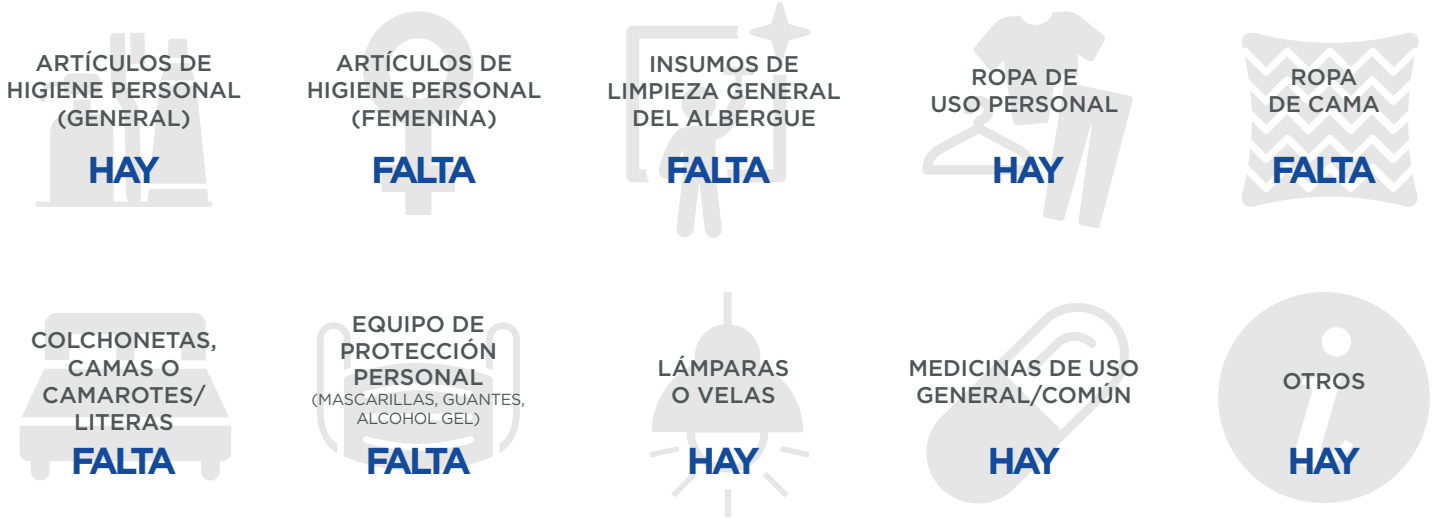 ARTÍCULOS DE
HIGIENE PERSONAL
(GENERAL)
HAY
ARTÍCULOS DE
HIGIENE PERSONAL
(FEMENINA)
FALTA
INSUMOS DE
LIMPIEZA GENERAL
DEL ALBERGUE
FALTA
ROPA DE
USO PERSONAL
HAY
ROPA
DE CAMA
FALTA
COLCHONETAS,
CAMAS O
CAMAROTES/
LITERAS
FALTA
EQUIPO DE
PROTECCIÓN
PERSONAL
(MASCARILLAS, GUANTES,
ALCOHOL GEL)
FALTA
LÁMPARAS
O VELAS
HAY
MEDICINAS DE USO
GENERAL/COMÚN
HAY
OTROS
HAY